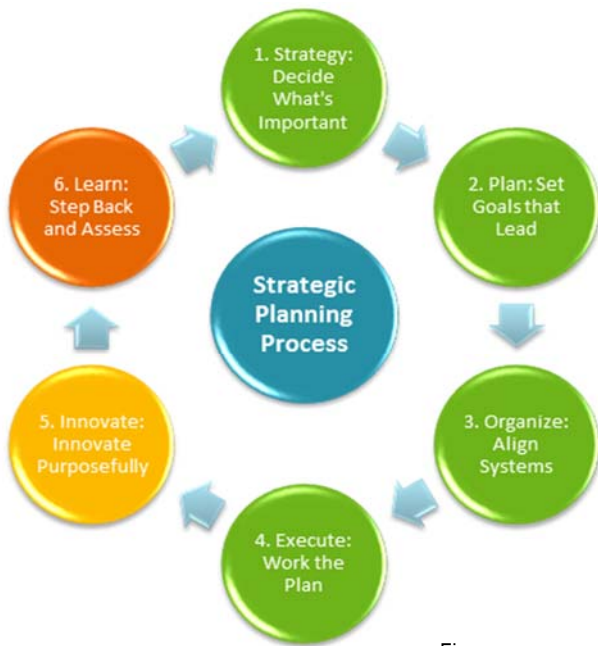 1. Strategy:
Decide
What's
Important
2. Plan: Set
Goals that
Lead
3. Organize:
Align
Systems
4. Execute:
Work the
Plan
5. Innovate:
Innovate
Purposefully
6. Learn:
Step Back
and Assess
Strategic
Planning
Process